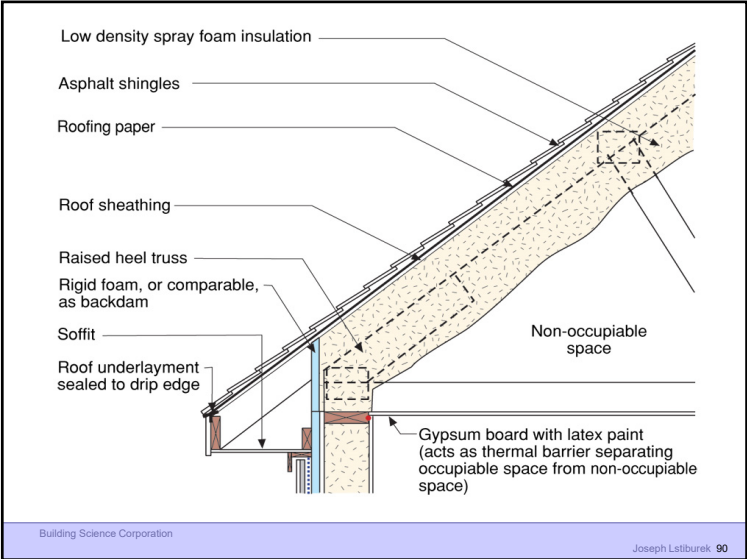 Low density spray foam insulation
Asphalt shingles
Roofing paper
Roof sheathing
Raised heel truss
Rigid foam, or comparable,
as backdam
Soffit
Roof underlayment
sealed to drip edge
Non-occupiable
space
Gypsum board with latex paint
(acts as thermal barrier separating
occupiable space from non-occupiable
space)
Building Science Corporation
Joseph Lstiburek 90